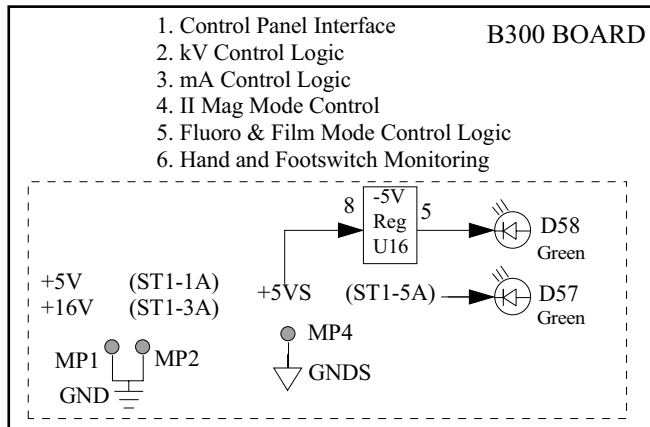 1. Control Panel Interface
B300 BOARD
2. kV Control Logic
3. mA Control Logic
4. II Mag Mode Control
5. Fluoro & Film Mode Control Logic
6. Hand and Footswitch Monitoring
-5V
8
5
Reg
U16
D58
Green
+5V (ST1-1A)
+16V (ST1-3A)
+5VS (ST1-5A)
D57
Green
MP1
MP2
MP4
GND
GNDS